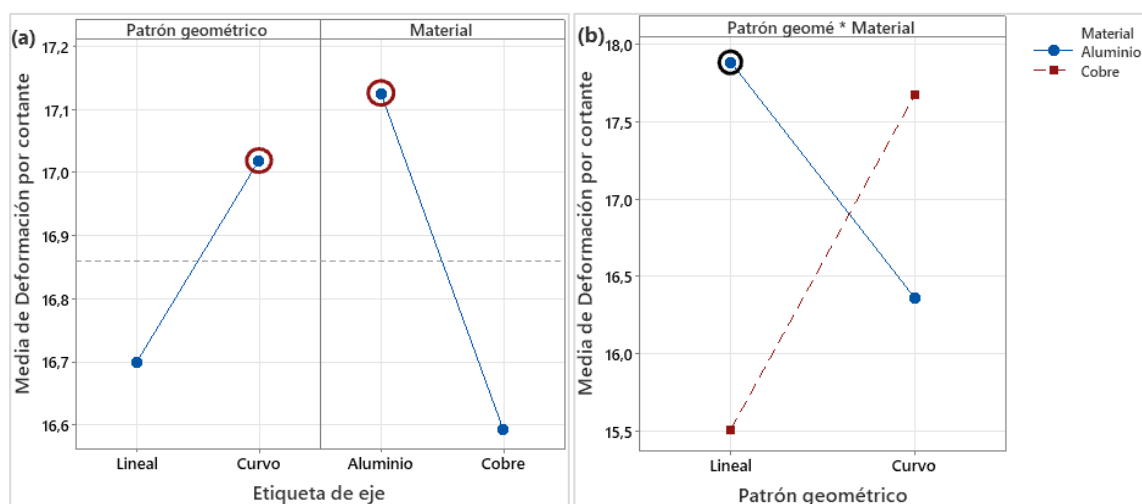 (a)
Patrón geométrico
Material
17,2
17,1
17,0
16,9
16,8
16,7
16,6
Media de Deformación por cortante
Lineal
Curvo
Aluminio
Cobre
Etiqueta de eje
(b)
Patrón geomé * Material
18,0
17,5
17,0
16,5
16,0
15,5
Media de Deformación por Cortante
Lineal
Curvo
Patrón geométrico
Material
Aluminio
Cobre